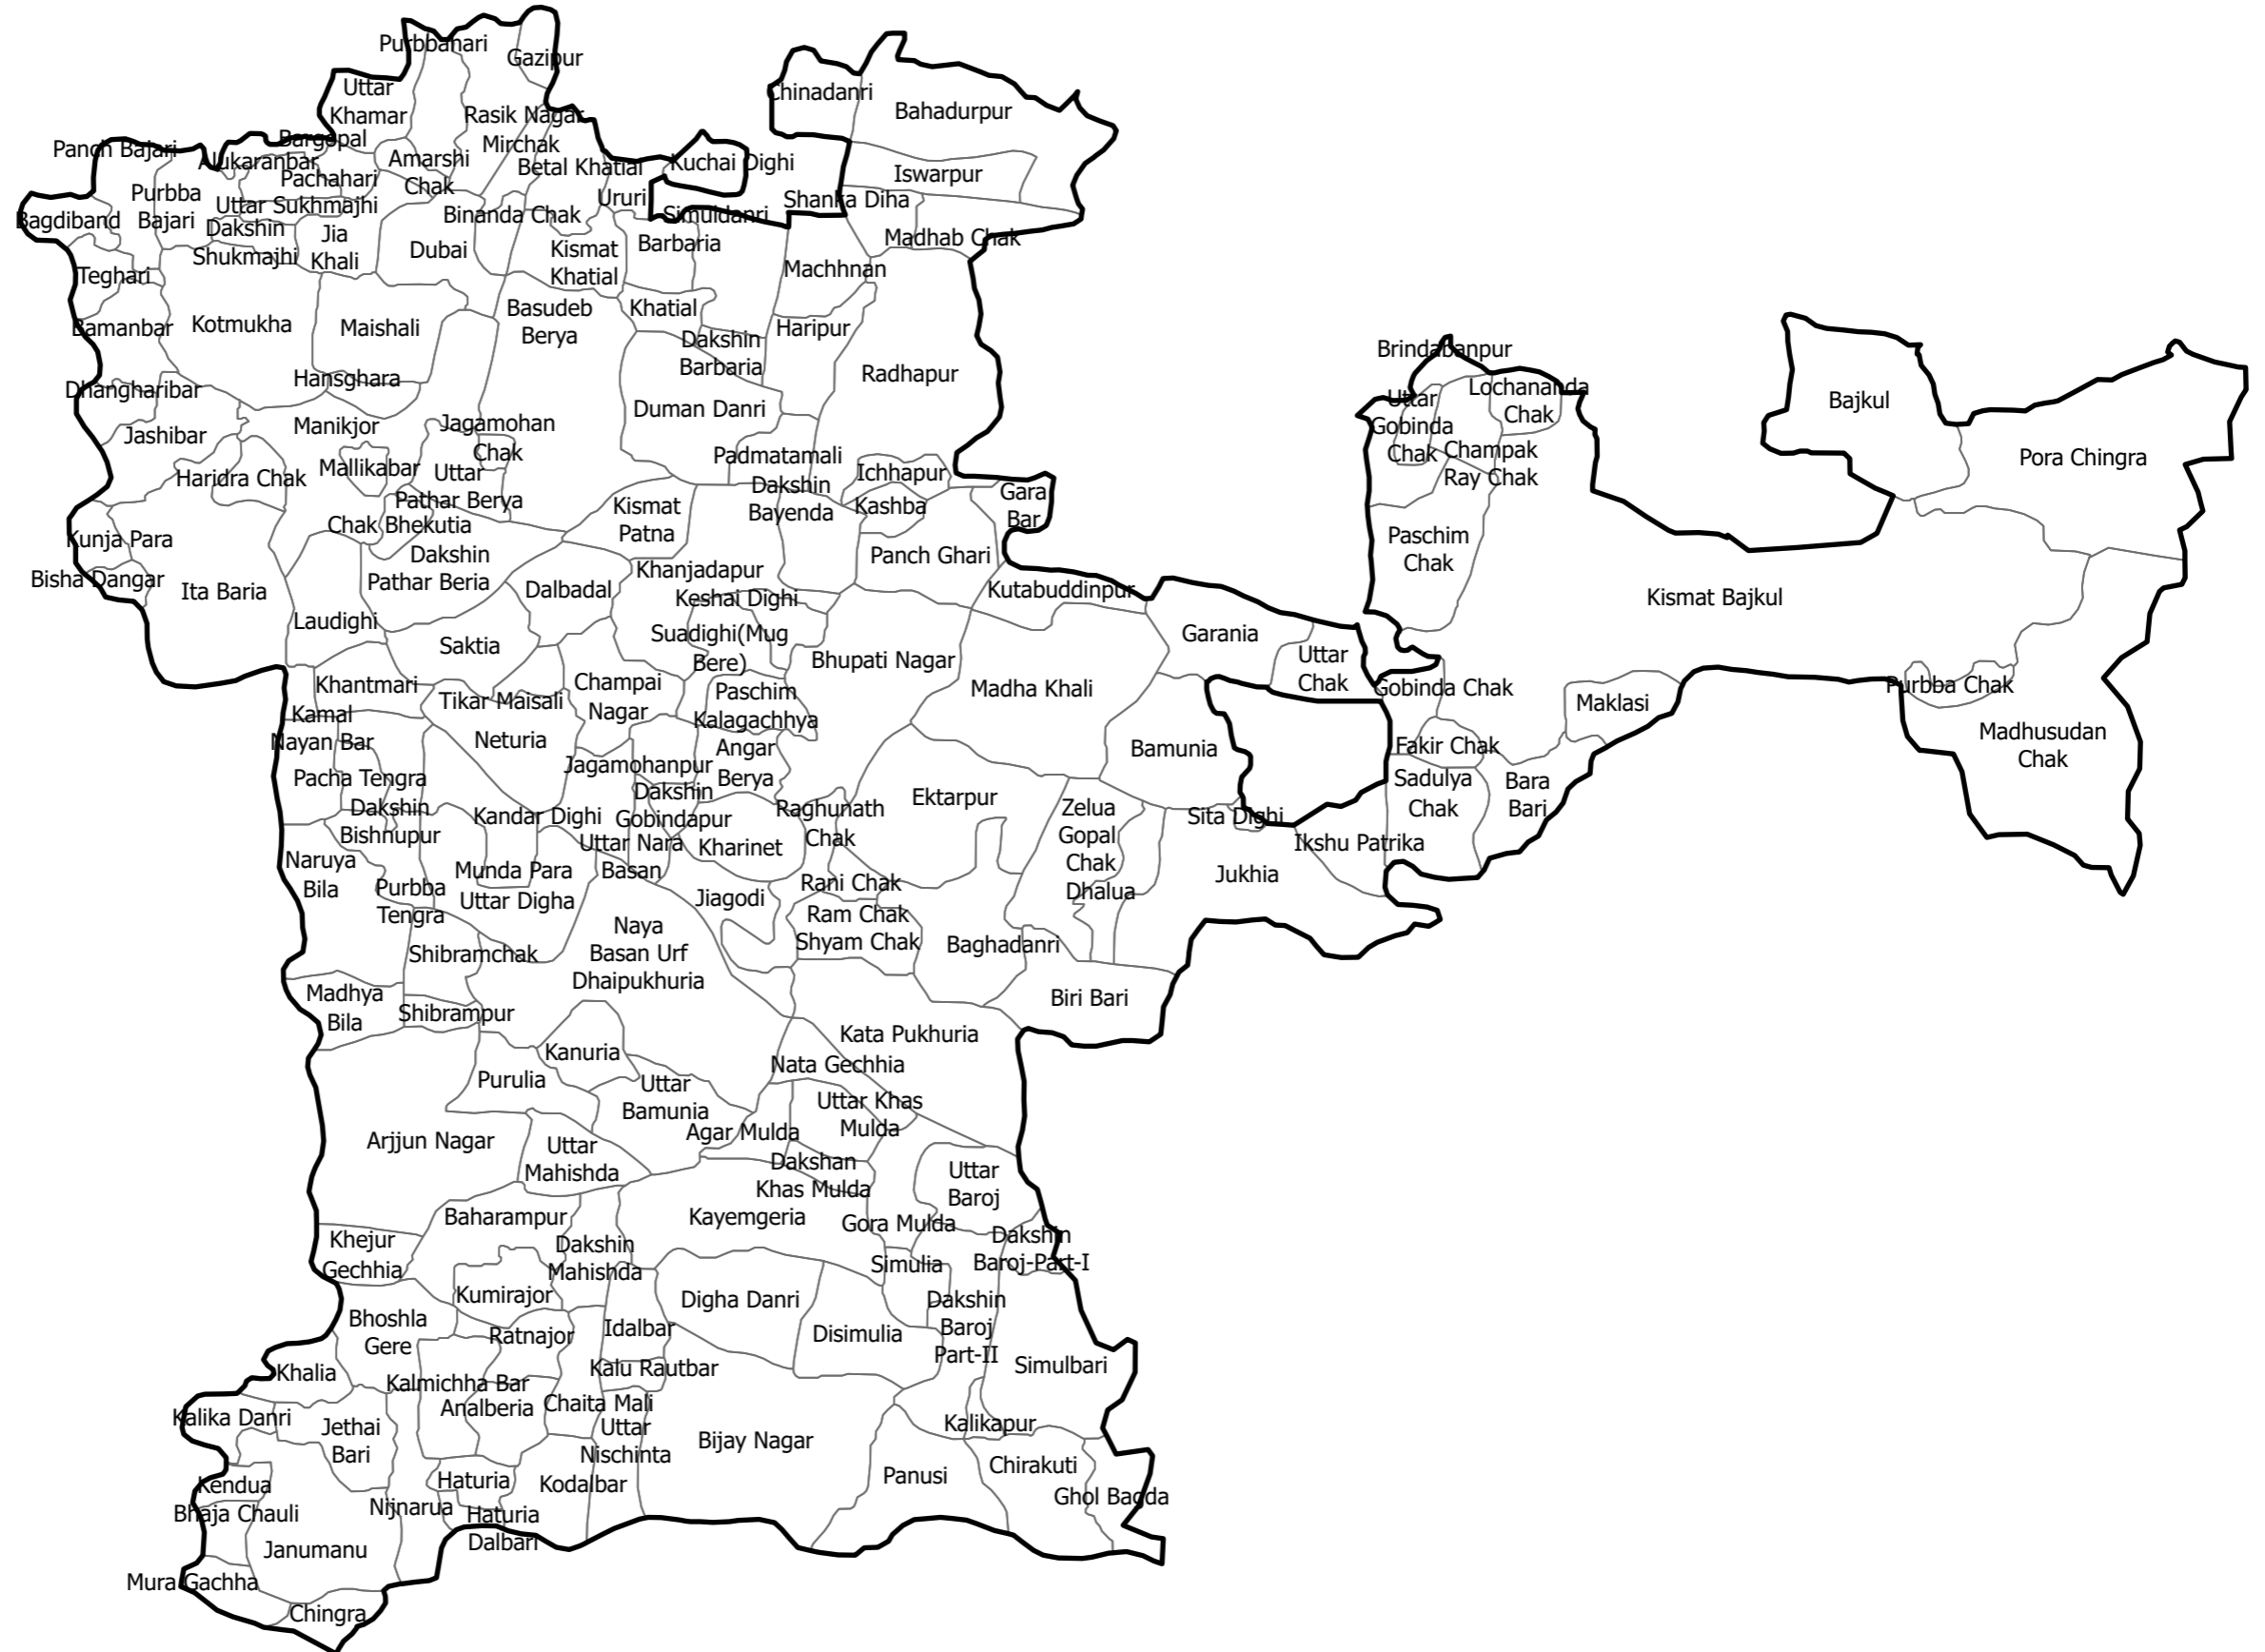 Purbbanari
Gazipur
Uttar
Khamar
Rasik Nagar
Bargopal
Mirchak
Panch Bajari
Alukaranbar
Pachahari
Amarshi
Chak
Betal Khatial
Kuchai Dighi
Chinadanri
Bahadurpur
Iswarpur
Shanka Diha
Madhab Chak
Purbba
Bajari
Uttar Sukhmajhi
Ururi
Simuldanri
Bagdiband
Dakshin
Shukmajhi
Jia
Khali
Dubai
Binanda Chak
Kismat
Khatial
Barbaria
Machhnan
Teghari
Bamanbar
Kotmukha
Maishali
Basudeb
Berya
Khatial
Dakshin
Barbaria
Haripur
Radhapur
Dhangharibar
Hansghara
Duman Danri
Jashibar
Manikjor
Jagamohan
Chak
Padmatamali
Haridra Chak
Mallikabar
Uttar
Pathar Berya
Dakshin
Bayenda
Ichhapur
Kashba
Gara
Bar
Kismat
Patna
Kunja Para
Chak Bhekutia
Dakshin
Pathar Beria
Panch Ghari
Bisha Dangar
Ita Baria
Dalbadal
Khanjadapur
Keshai Dighi
Kutabuddinpur
Laudighi
Saktia
Suadighi(Mug
Bere)
Bhupati Nagar
Garania
Uttar
Chak
Khantmari
Tikar Maisali
Champai
Nagar
Paschim
Kalagachhya
Madha Khali
Kamal
Nayan Bar
Neturia
Angar
Berya
Bamunia
Pacha Tengra
Jagamohanpur
Dakshin
Gobindapur
Dakshin
Bishnupur
Kandar Dighi
Uttar Nara
Kharinet
Raghunath
Chak
Ektarpur
Zelua
Gopal
Chak
Dhalua
Sita Dighi
Ikshu Patrika
Jukhia
Naruya
Bila
Munda Para
Basan
Purbba
Tengra
Uttar Digha
Jiagodi
Rani Chak
Ram Chak
Shyam Chak
Baghadanri
Shibramchak
Naya
Basan Urf
Dhaipukhuria
Madhya
Bila
Shibrampur
Biri Bari
Kanuria
Kata Pukhuria
Nata Gechhia
Purulia
Uttar
Bamunia
Uttar Khas
Mulda
Arjjun Nagar
Uttar
Mahishda
Agar Mulda
Dakshan
Khas Mulda
Uttar
Baroj
Baharampur
Kayemgeria
Gora Mulda
Dakshin
Baroj-Part-I
Khejur
Gechhia
Dakshin
Mahishda
Simulia
Kumirajor
Digha Danri
Dakshin
Baroj
Part-II
Bhoshla
Gere
Ratnajor
Idalbar
Disimulia
Simulbari
Khalia
Kalmichha Bar
Kalu Rautbar
Analberia
Chaita Mali
Kalika Danri
Jethai
Bari
Uttar
Nischinta
Bijay Nagar
Kalikapur
Panusi
Chirakuti
Ghol Bagda
Kendua
Haturia
Kodalbar
Bhaja Chauli
Nijnarua
Haturia
Dalbari
Janumanu
Mura Gachha
Chingra
Brindabanpur
Uttar
Gobinda
Chak
Lochananda
Chak
Champak
Ray Chak
Bajkul
Pora Chingra
Paschim
Chak
Kismat Bajkul
Gobinda Chak
Maklasi
Purbba Chak
Madhusudan
Chak
Fakir Chak
Sadulya
Chak
Bara
Bari